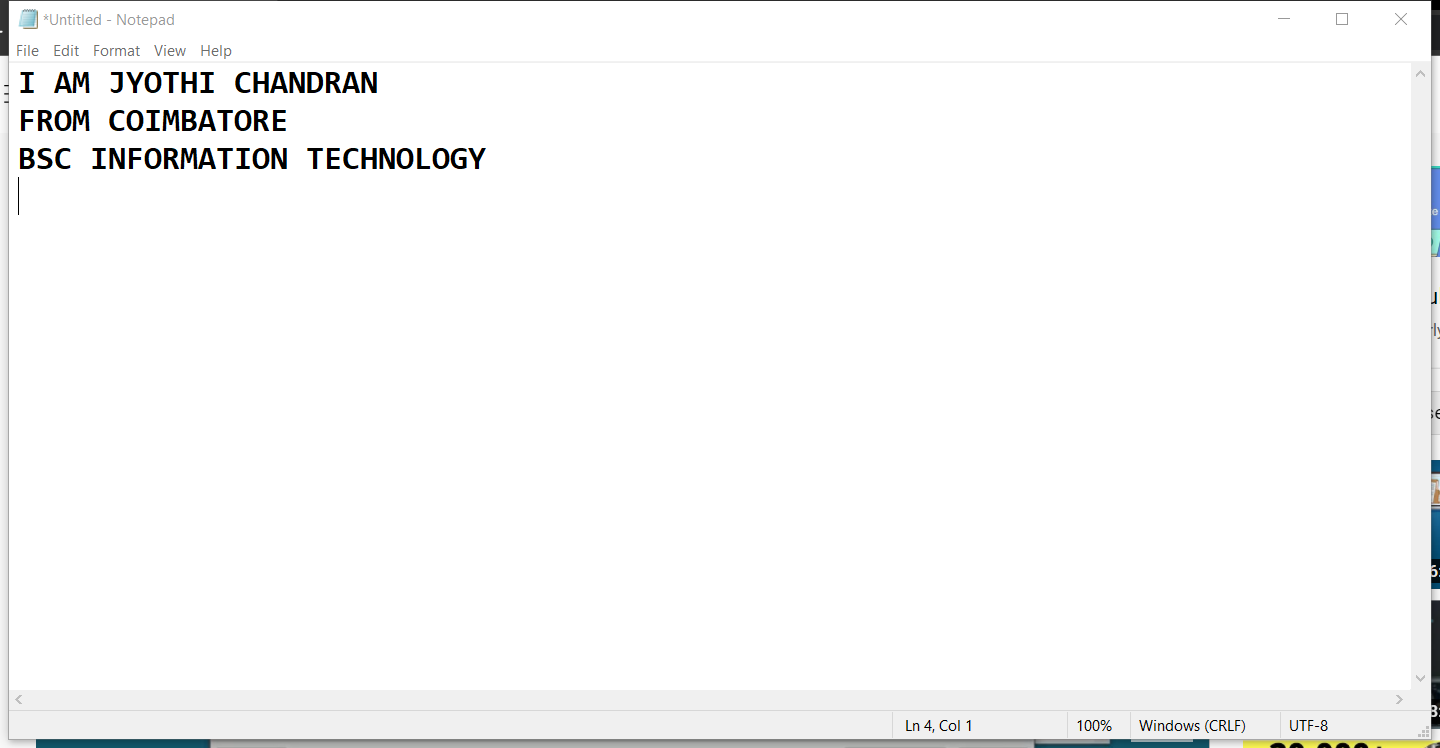 *Untitled - Notepad
File Edit Format View Help
I AM JYOTHI CHANDRAN
FROM COIMBATORE
BSC INFORMATION TECHNOLOGY
Ln 4, Col 1 100% Windows (CRLF) UTF-8